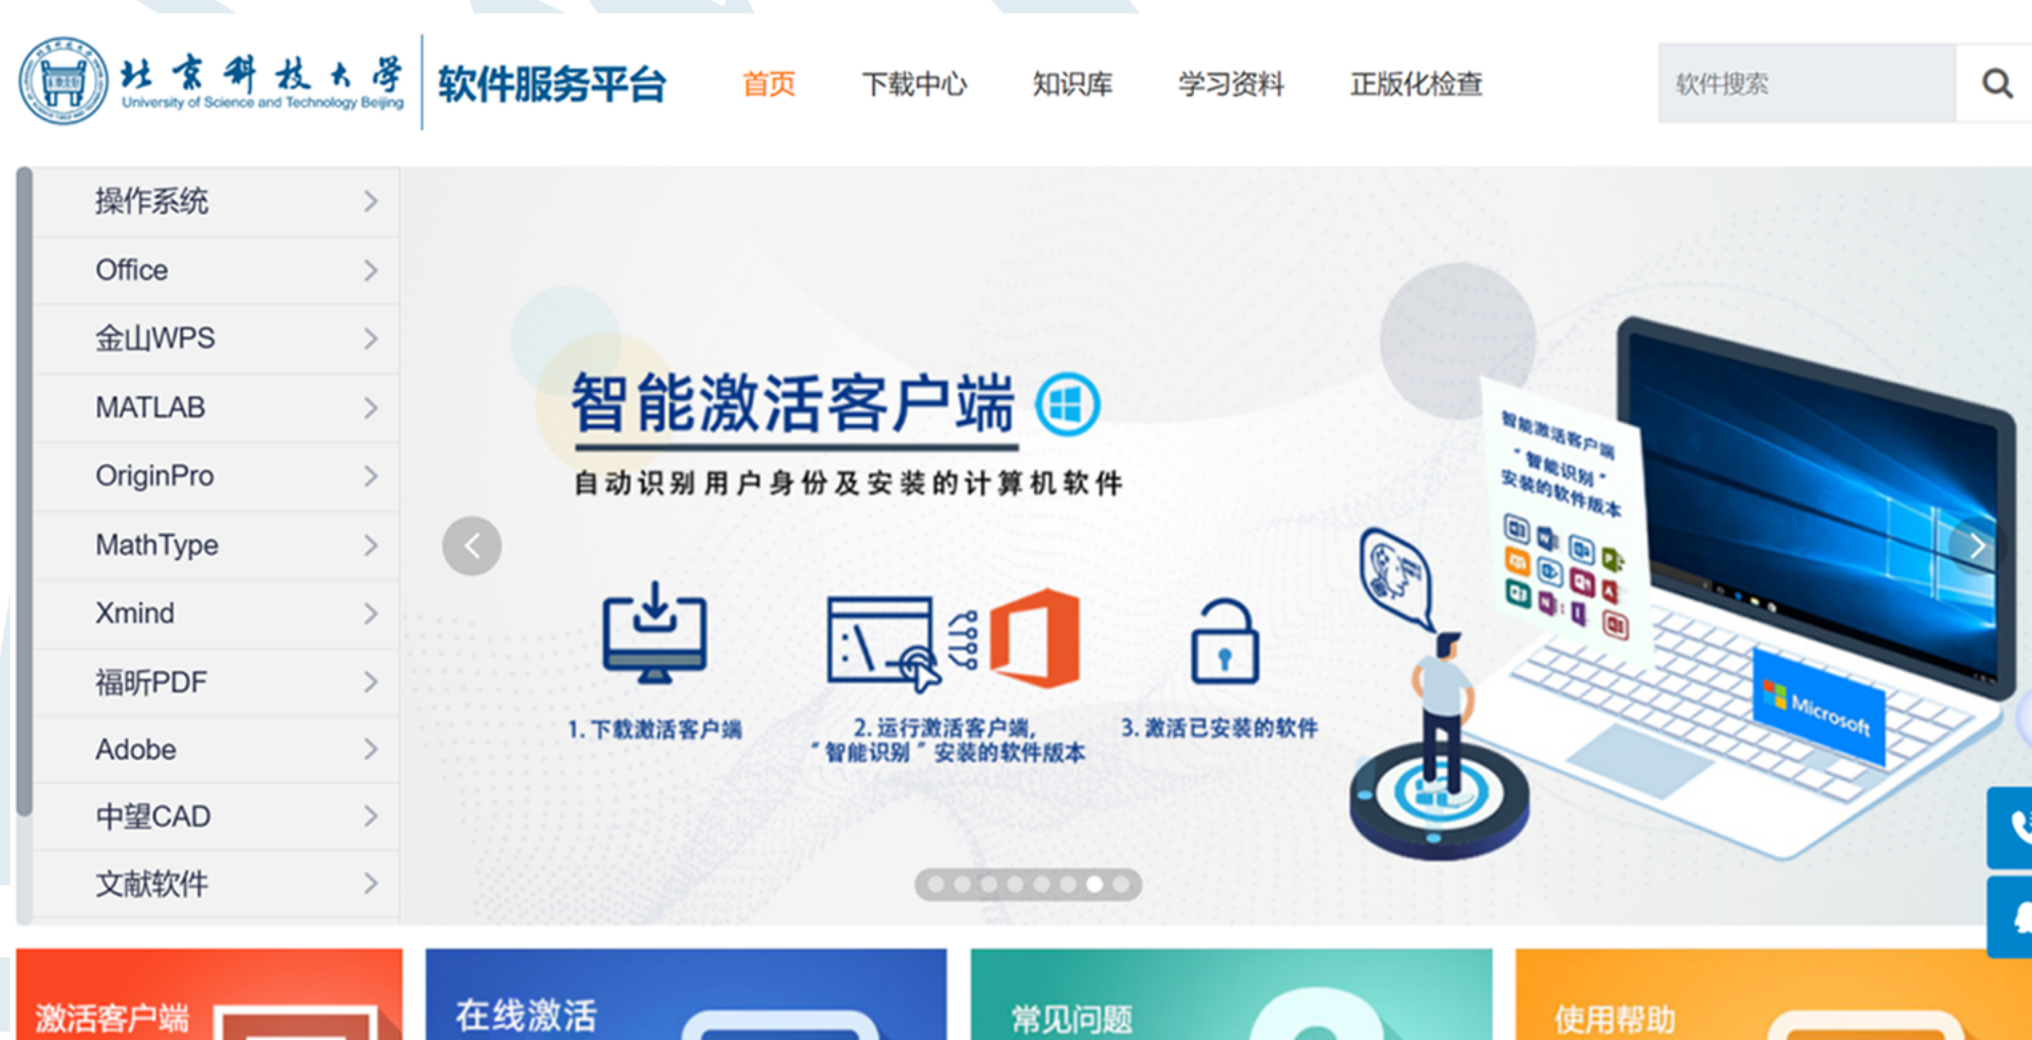 北京科技大学
University of Science and Technology Beijing
软件服务平台
首页
下载中心
知识库
学习资料
正版化检查
软件搜索
操作系统
Office
金山WPS
MATLAB
OriginPro
MathType
Xmind
福昕PDF
Adobe
中望CAD
文献软件
智能激活客户端
自动识别用户身份及安装的计算机软件
1. 下载激活客户端
2. 运行激活客户端,
“智能识别”安装的软件版本
3. 激活已安装的软件
智能激活客户端
“智能识别”
安装的软件版本
Microsoft
激活客户端
在线激活
常见问题
使用帮助